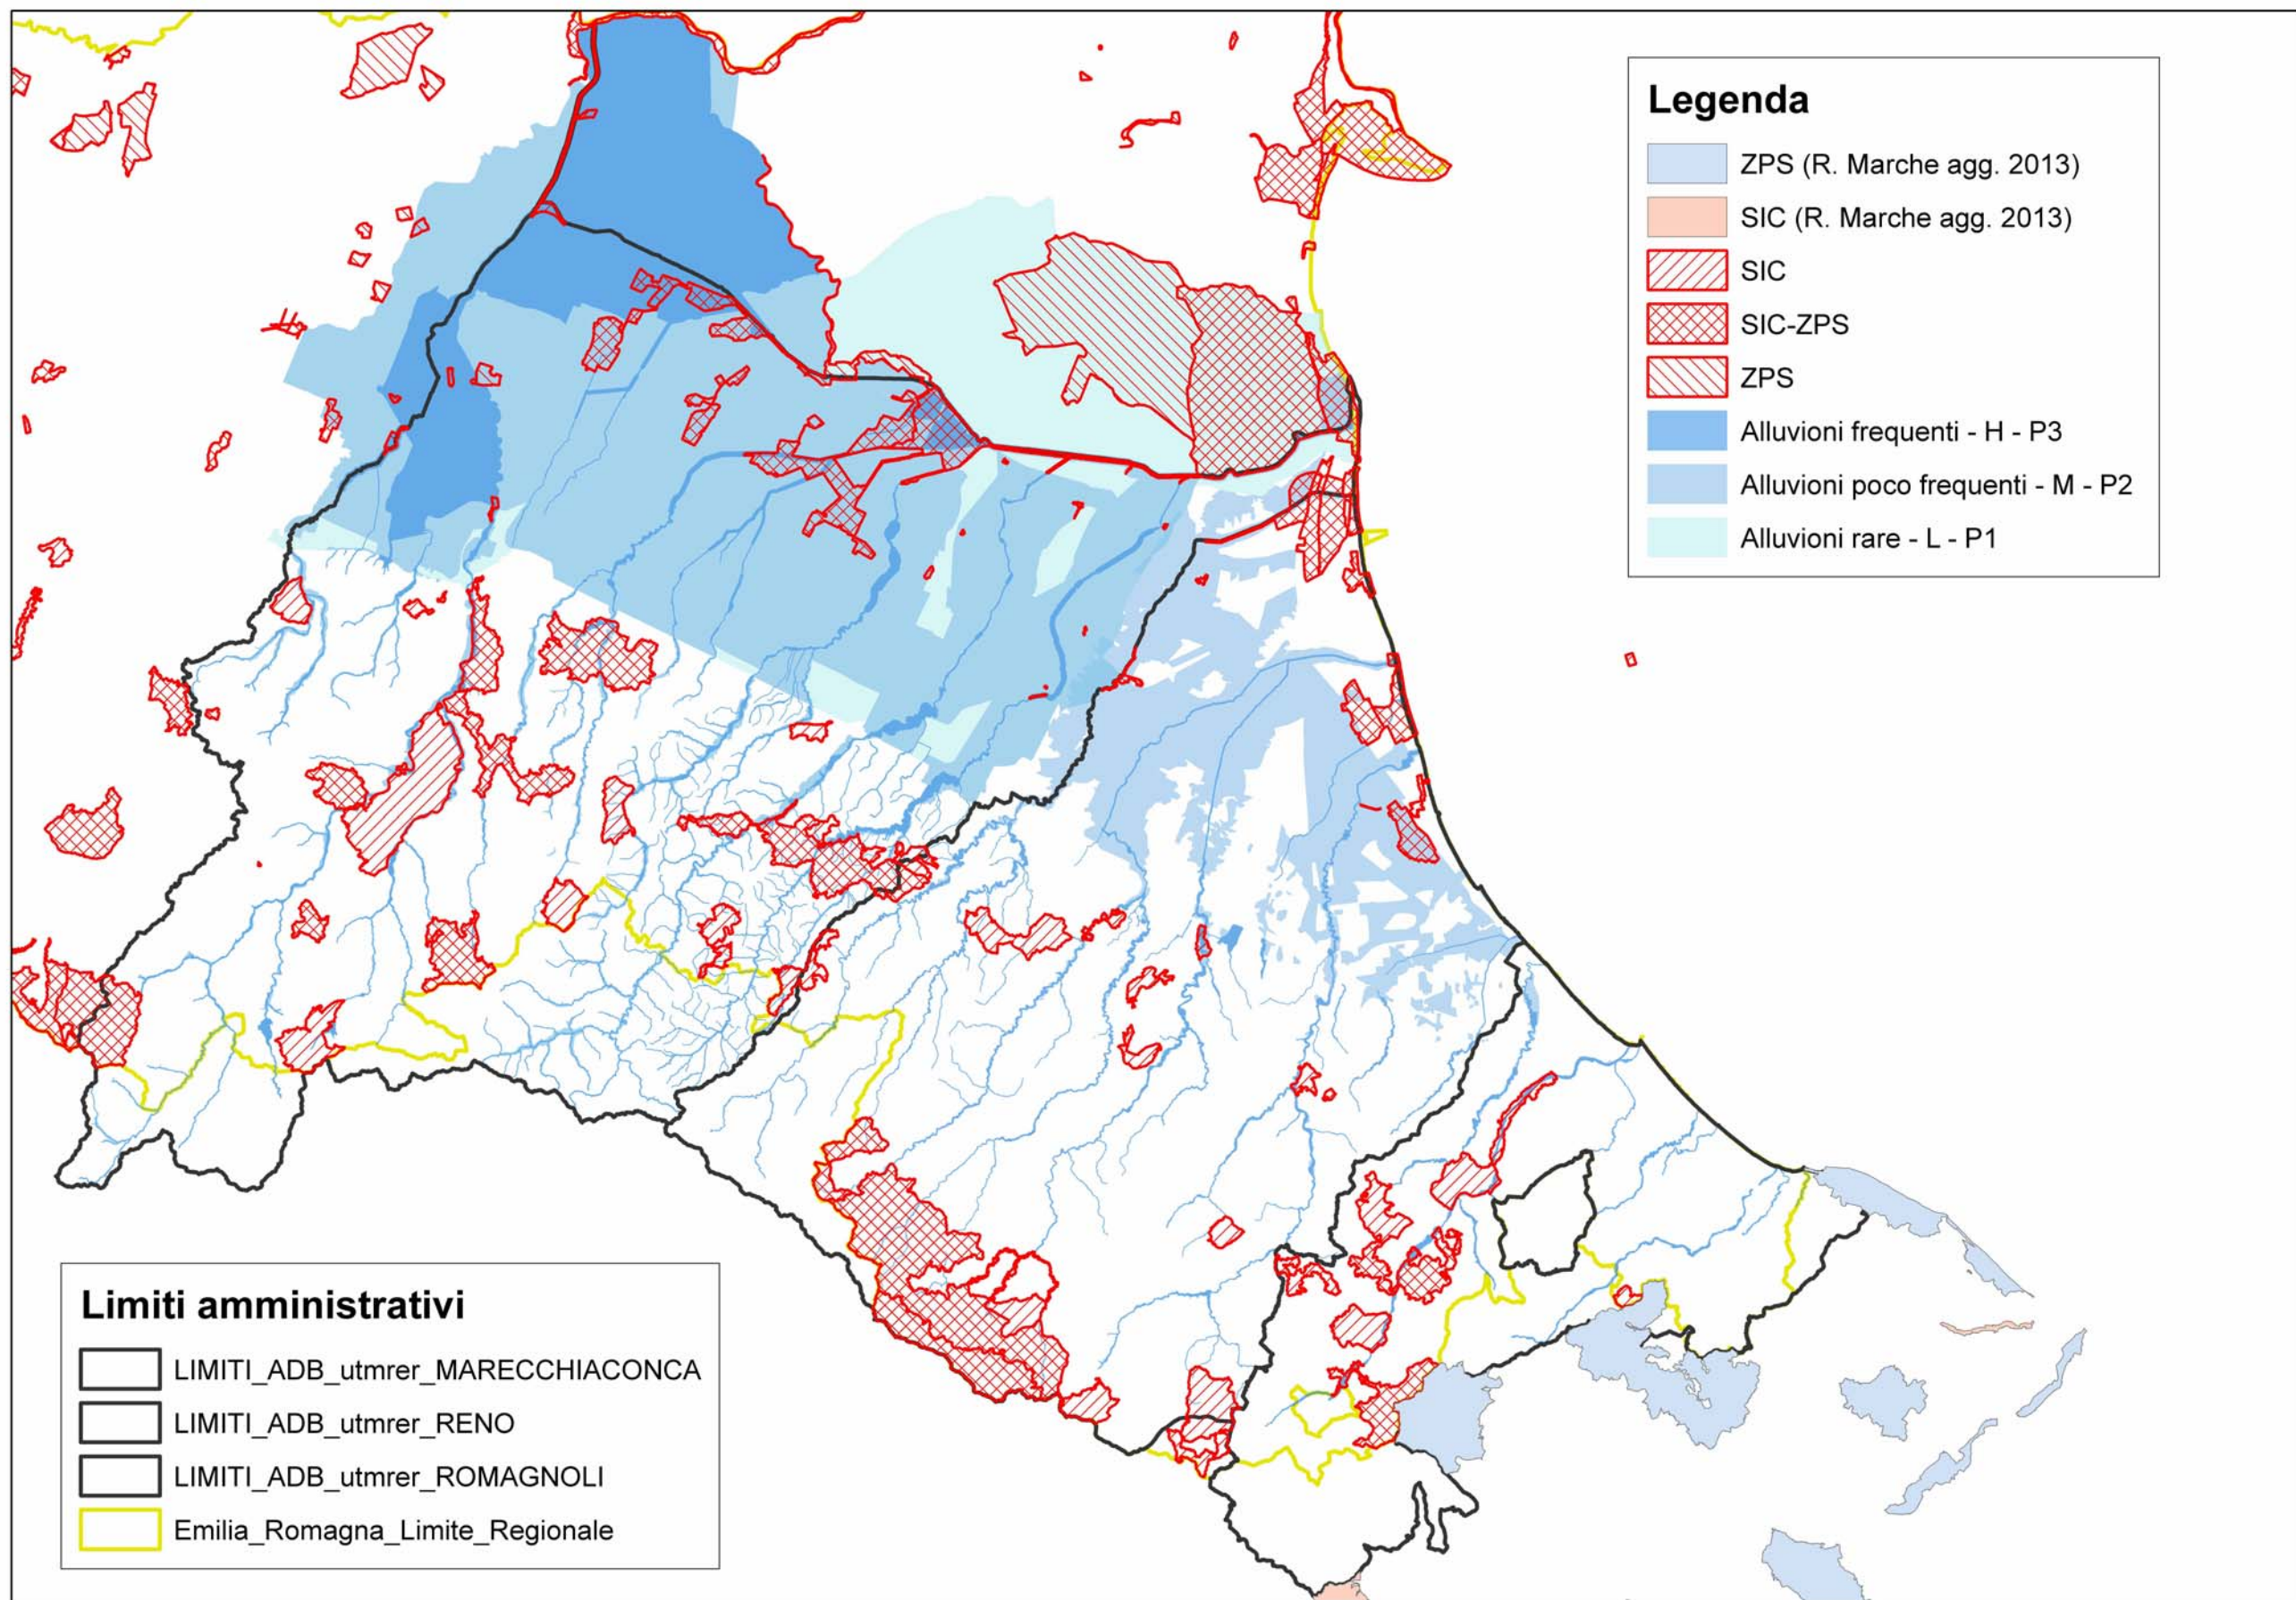 Legenda
ZPS (R. Marche agg. 2013)
SIC (R. Marche agg. 2013)
SIC
SIC-ZPS
ZPS
Alluvioni frequenti - H - P3
Alluvioni poco frequenti - M - P2
Alluvioni rare - L - P1
Limiti amministrativi
LIMITI_ADB_utmrer_MARECCHIACONCA
LIMITI_ADB_utmrer_RENO
LIMITI_ADB_utmrer_ROMAGNOLI
Emilia_Romagna_Limite_Regionale